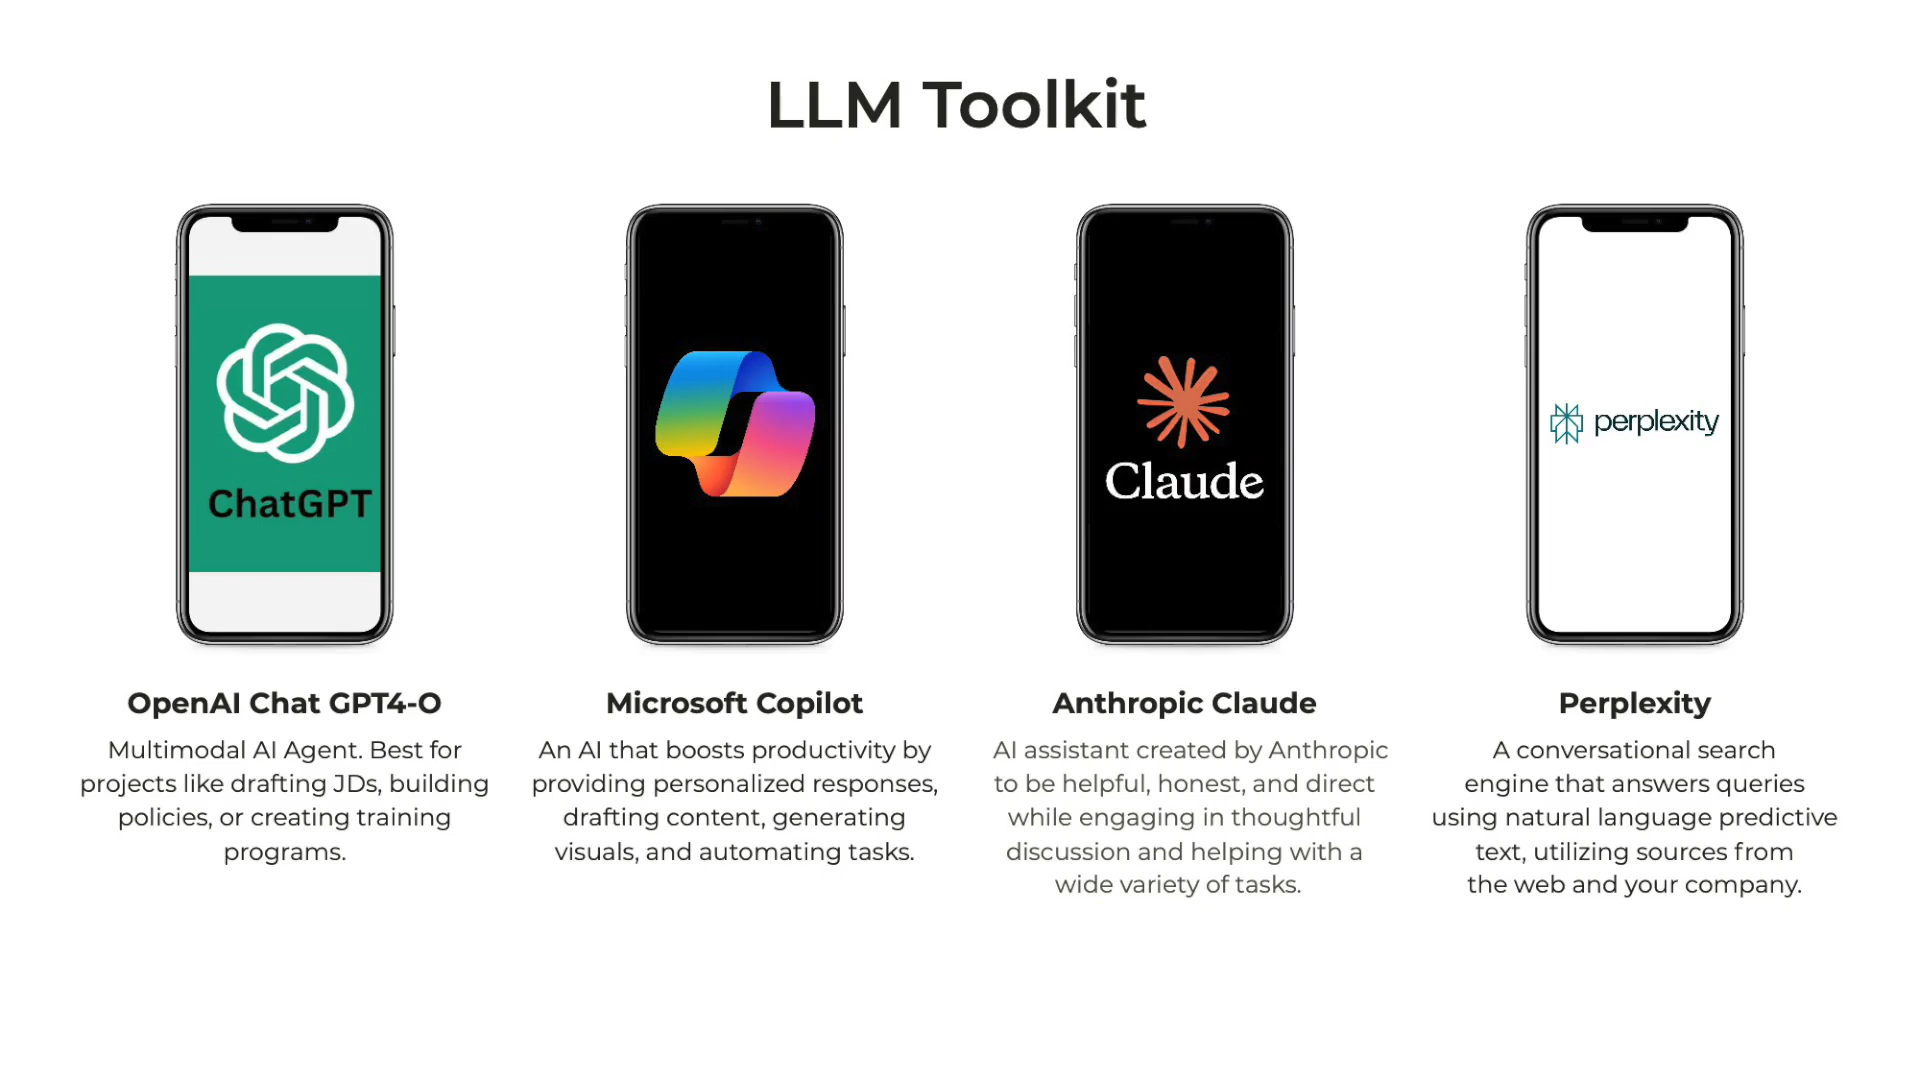 LLM Toolkit
ChatGPT
Claude
perplexity
OpenAI Chat GPT4-O
Multimodal AI Agent. Best for
projects like drafting JDs, building
policies, or creating training
programs.
Microsoft Copilot
An AI that boosts productivity by
providing personalized responses,
drafting content, generating
visuals, and automating tasks.
Anthropic Claude
AI assistant created by Anthropic
to be helpful, honest, and direct
while engaging in thoughtful
discussion and helping with a
wide variety of tasks.
Perplexity
A conversational search
engine that answers queries
using natural language predictive
text, utilizing sources from
the web and your company.